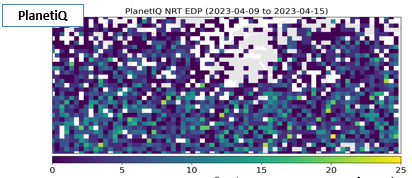 PlanetiQ
PlanetIQ NRT EDP (2023-04-09 to 2023-04-15)
0 5 10 15 20 25